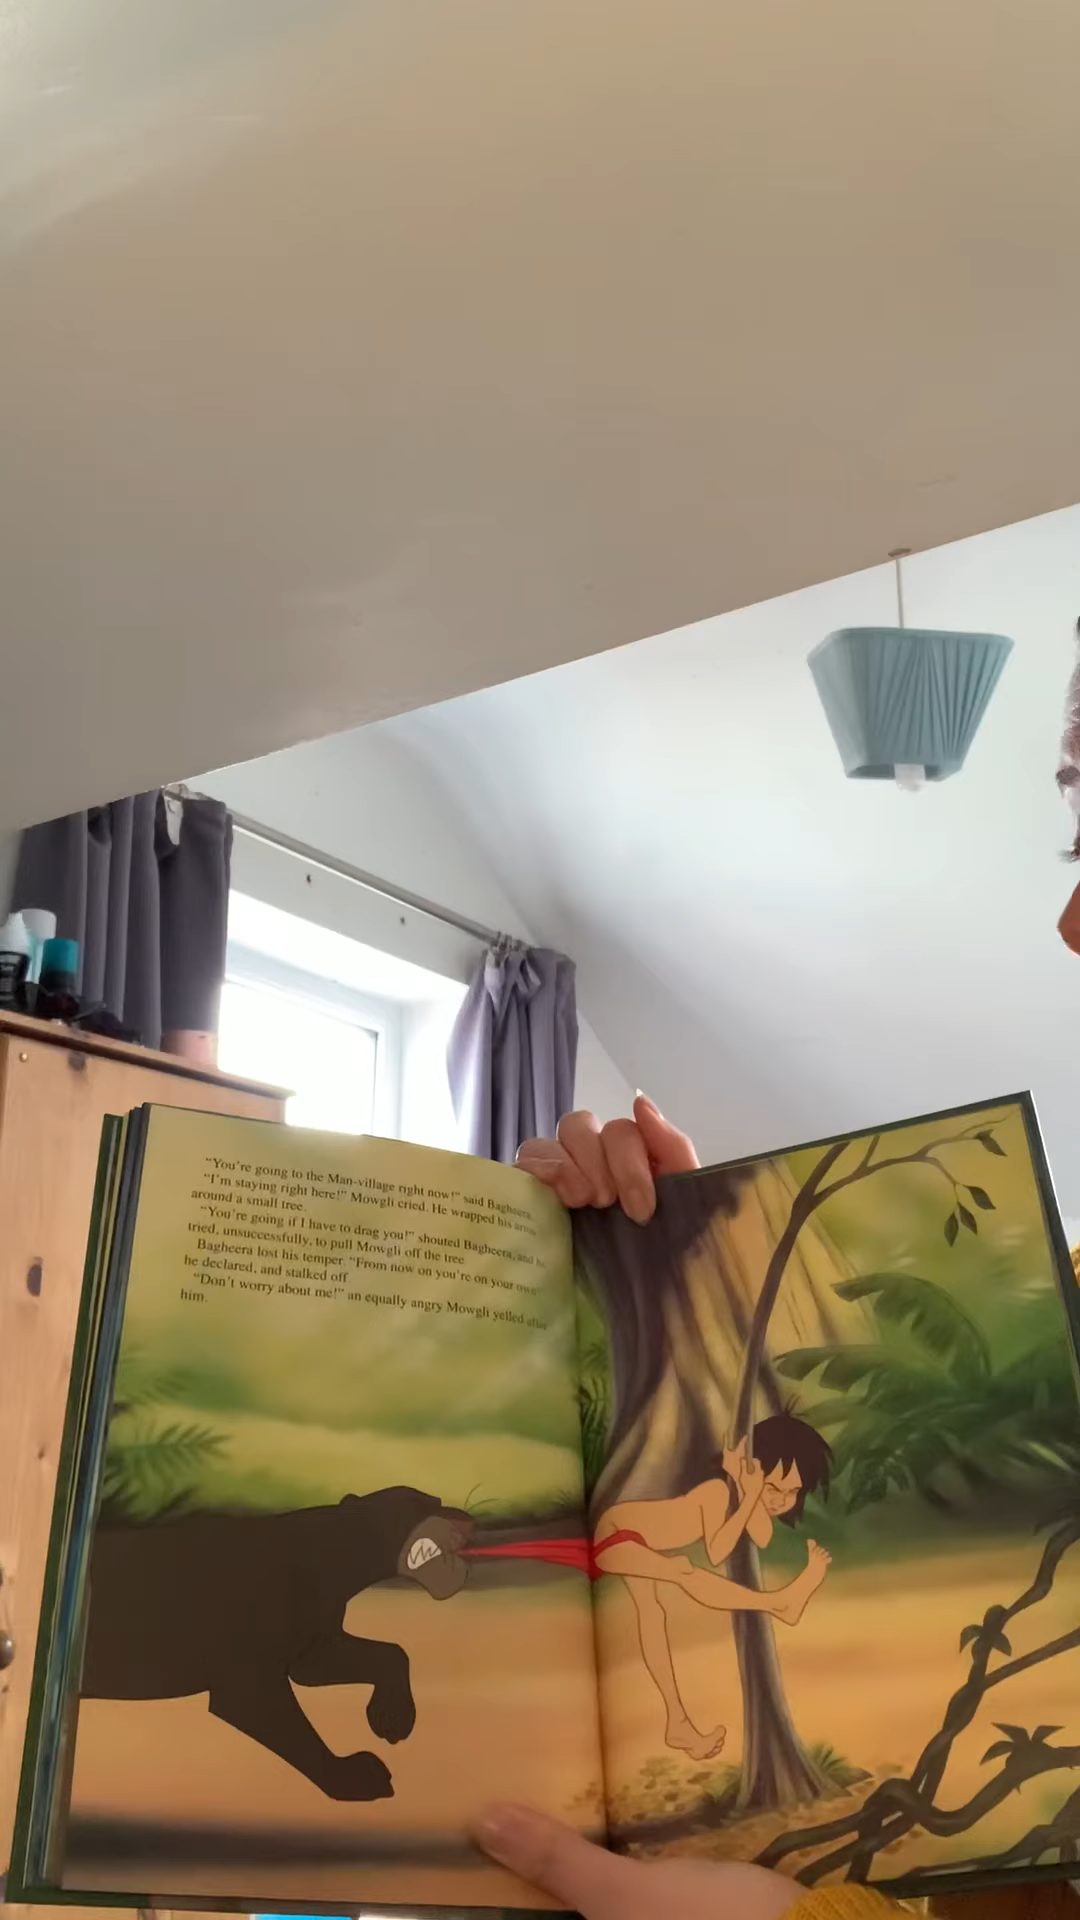 “You’re going to the Man-village right now!” said Bagheera.
“I’m staying right here!” Mowgli cried. He wrapped his arms
around a small tree.
“You’re going if I have to drag you!” shouted Bagheera, and he
tried, unsuccessfully, to pull Mowgli off the tree.
Bagheera lost his temper. “From now on you’re on your own”
he declared, and stalked off.
“Don’t worry about me!” an equally angry Mowgli yelled after
him.